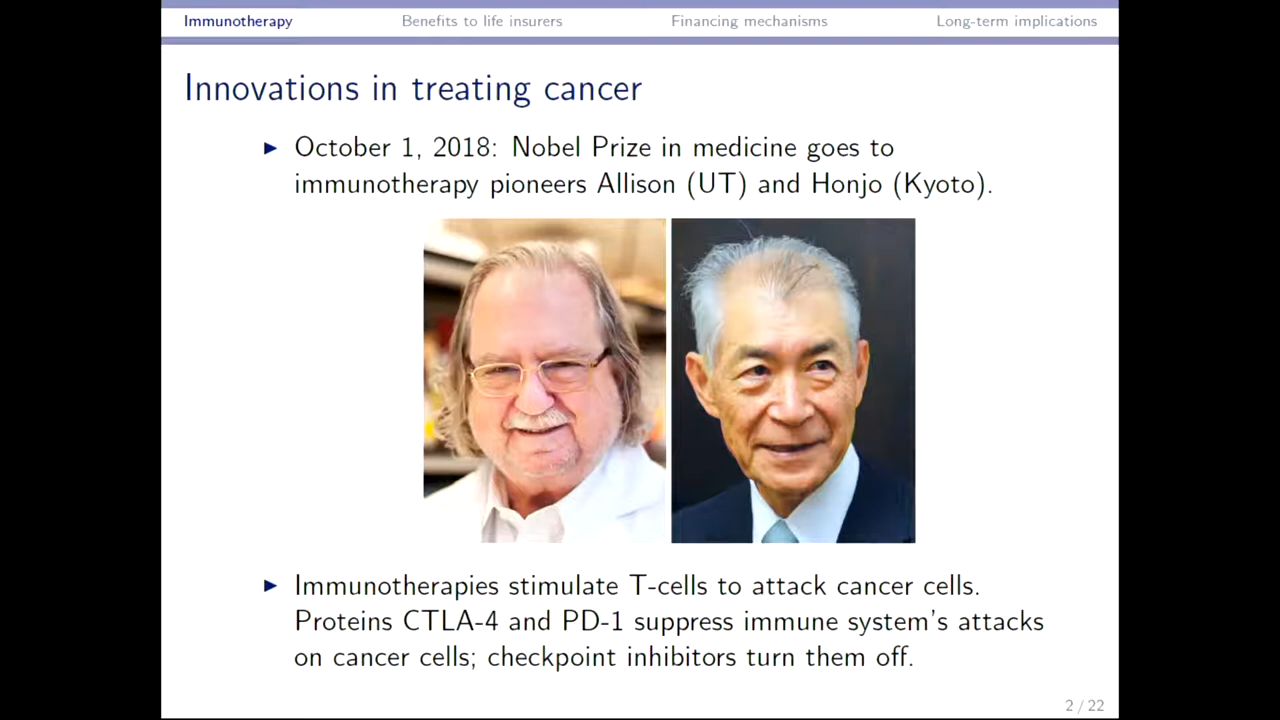 Immunotherapy Benefits to life insurers Financing mechanisms Long-term implications
Innovations in treating cancer
▶ October 1, 2018: Nobel Prize in medicine goes to
immunotherapy pioneers Allison (UT) and Honjo (Kyoto).
▶ Immunotherapies stimulate T-cells to attack cancer cells.
Proteins CTLA-4 and PD-1 suppress immune system's attacks
on cancer cells; checkpoint inhibitors turn them off.
2 / 22